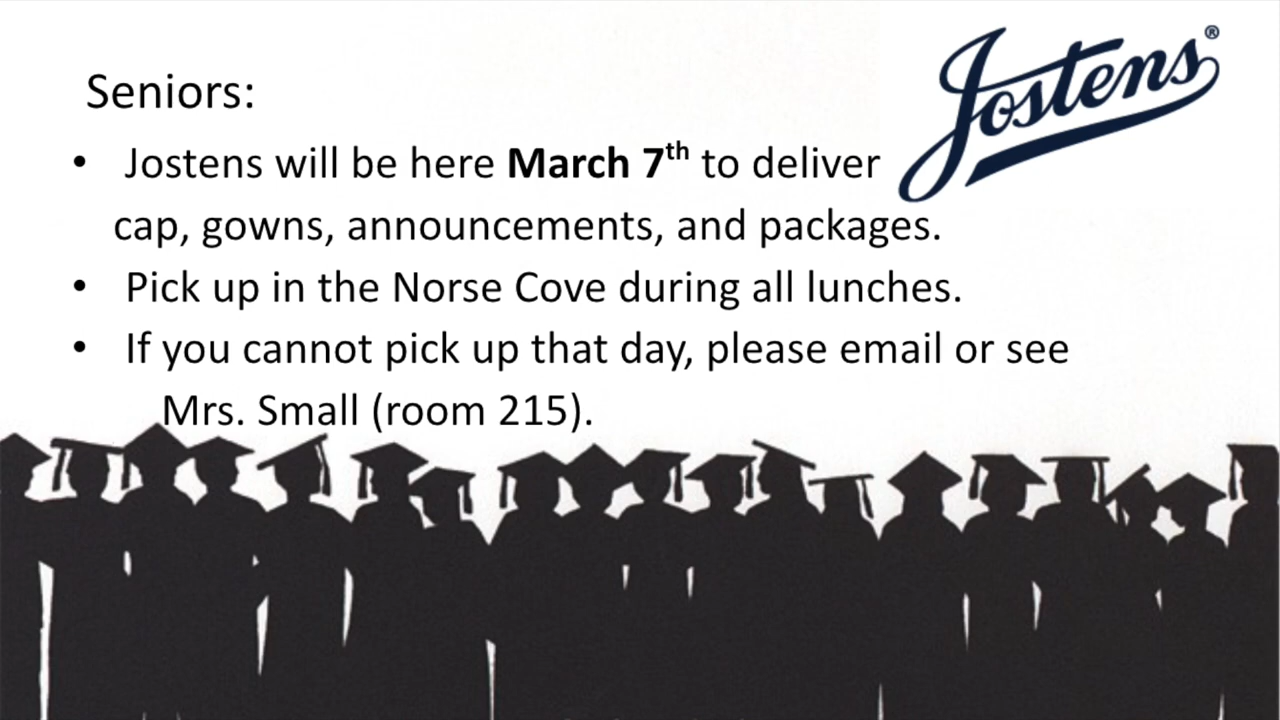 Jostens®
Seniors:
• Jostens will be here March 7th to deliver
cap, gowns, announcements, and packages.
• Pick up in the Norse Cove during all lunches.
• If you cannot pick up that day, please email or see
Mrs. Small (room 215).